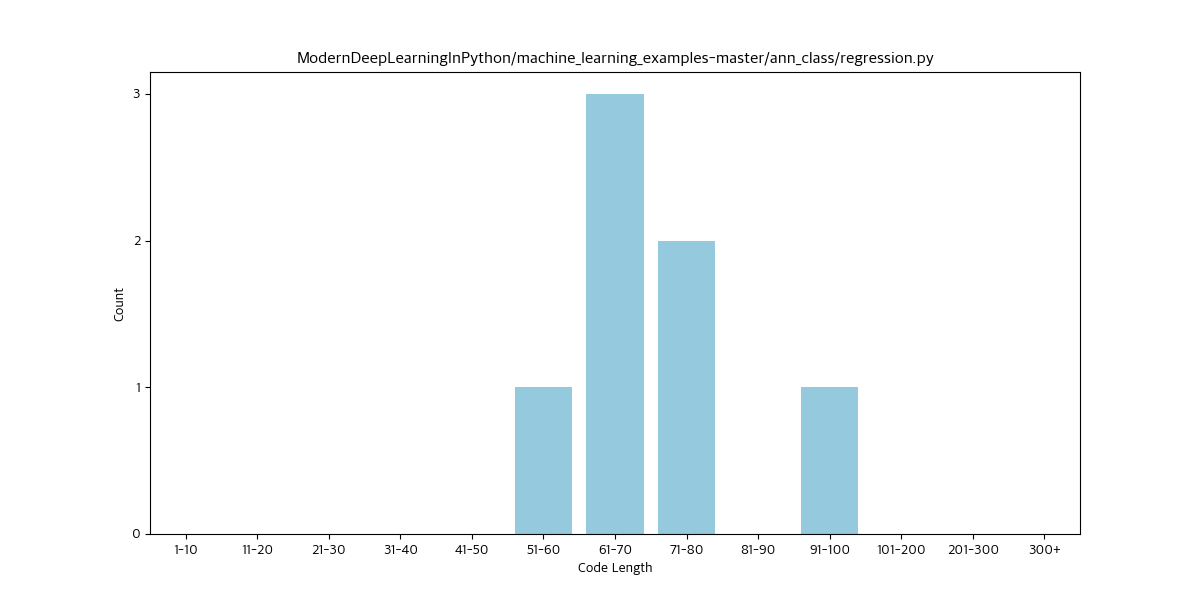 ModernDeepLearningInPython/machine_learning_examples-master/ann_class/regression.py
3
2
1
0
Count
1-10 11-20 21-30 31-40 41-50 51-60 61-70 71-80 81-90 91-100 101-200 201-300 300+
Code Length